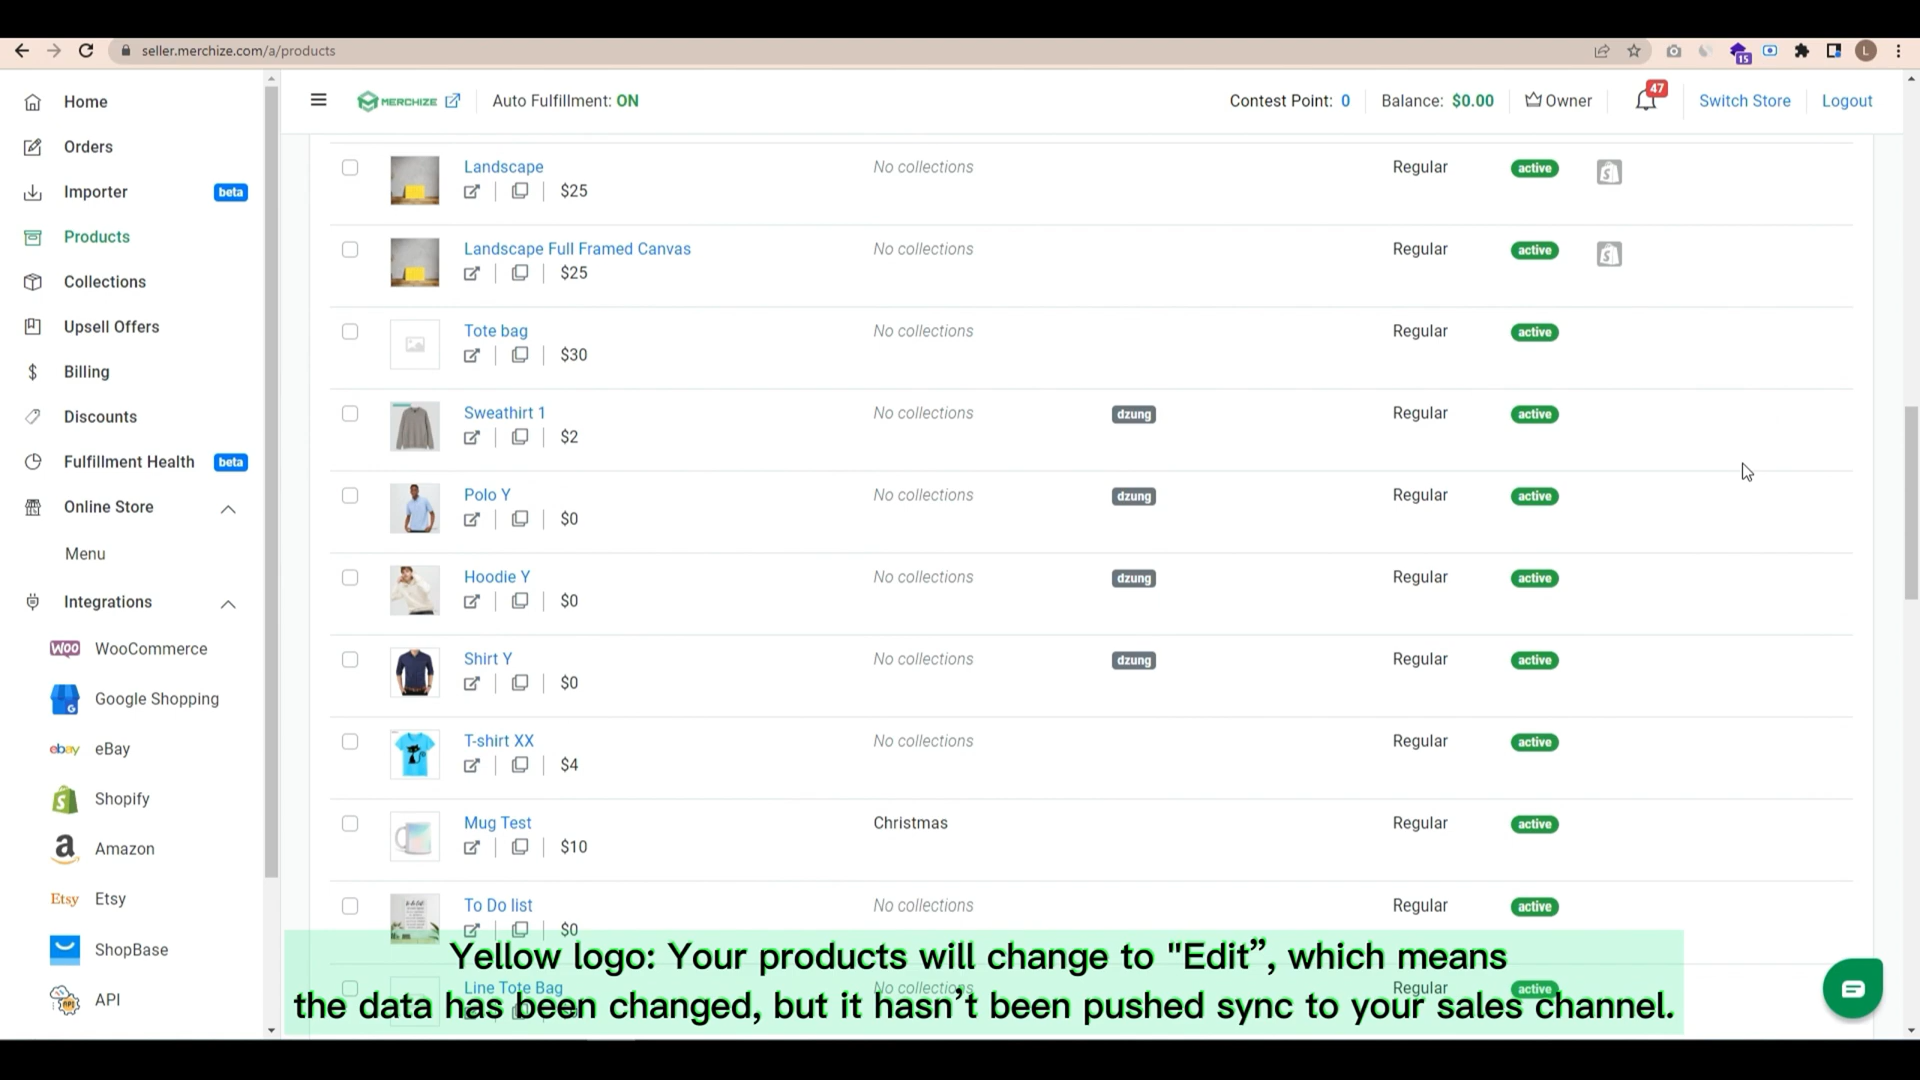 seller.merchize.com/a/products
15
L
Home
Orders
Importer beta
Products
Collections
Upsell Offers
Billing
Discounts
Fulfillment Health beta
Online Store
Menu
Integrations
WOO WooCommerce
Google Shopping
ebay eBay
Shopify
Amazon
Etsy Etsy
ShopBase
API API
MERCHIZE Auto Fulfillment: ON Contest Point: 0 Balance: $0.00 Owner 47 Switch Store Logout
Landscape No collections Regular active
$25
Landscape Full Framed Canvas No collections Regular active
$25
Tote bag No collections Regular active
$30
Sweathirt 1 No collections dzung Regular active
$2
Polo Y No collections dzung Regular active
$0
Hoodie Y No collections dzung Regular active
$0
Shirt Y No collections dzung Regular active
$0
T-shirt XX No collections Regular active
$4
Mug Test Christmas Regular active
$10
To Do list No collections Regular active
$0
Line Tote Bag No collections Regular active
Yellow logo: Your products will change to "Edit”, which means
the data has been changed, but it hasn’t been pushed sync to your sales channel.